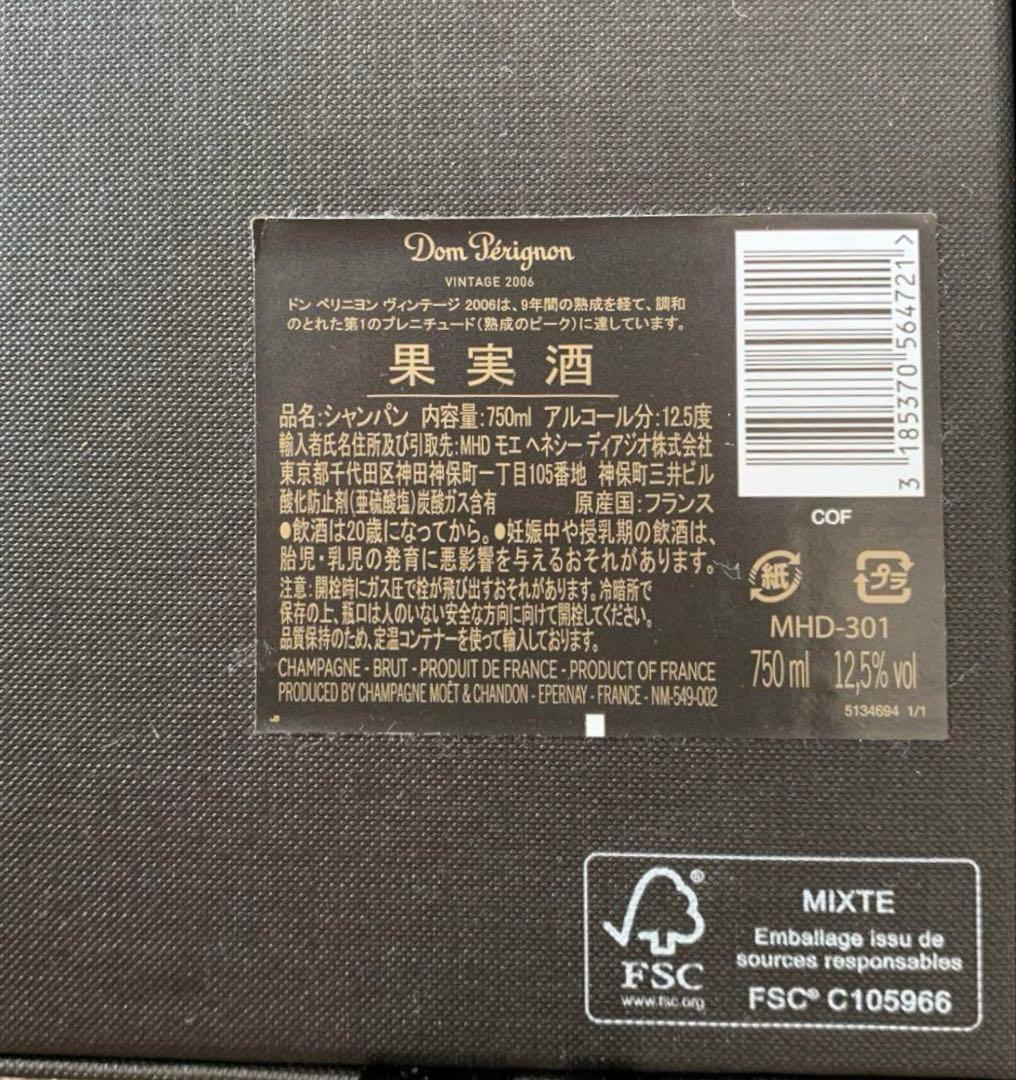 Dom Pérignon
VINTAGE 2006
ドン ペリニヨン ヴィンテージ 2006は、9年間の熟成を経て、調和
のとれた第1のプレニチュード(熟成のピーク)に達しています。
果実酒
品名:シャンパン 内容量:750ml アルコール分:12.5度
輸入者氏名住所及び引取先:MHD モエ ヘネシー ディアジオ株式会社
東京都千代田区神田神保町一丁目105番地 神保町三井ビル
酸化防止剤(亜硫酸塩)炭酸ガス含有 原産国:フランス
●飲酒は20歳になってから。●妊娠中や授乳期の飲酒は、
胎児・乳児の発育に悪影響を与えるおそれがあります。
注意:開栓時にガス圧で栓が飛び出すおそれがあります。冷暗所で
保存の上、瓶口は人のいない安全な方向に向けて開栓してください。
品質保持のため、定温コンテナーを使って輸入しております。
CHAMPAGNE - BRUT - PRODUIT DE FRANCE - PRODUCT OF FRANCE
PRODUCED BY CHAMPAGNE MOËT & CHANDON - EPERNAY - FRANCE - NM-549-002
3 185370 564721 >
COF
紙 プラ
MHD-301
750 ml 12,5% vol
5134694 1/1
FSC®
www.fsc.org
MIXTE
Emballage issu de
sources responsables
FSC® C105966